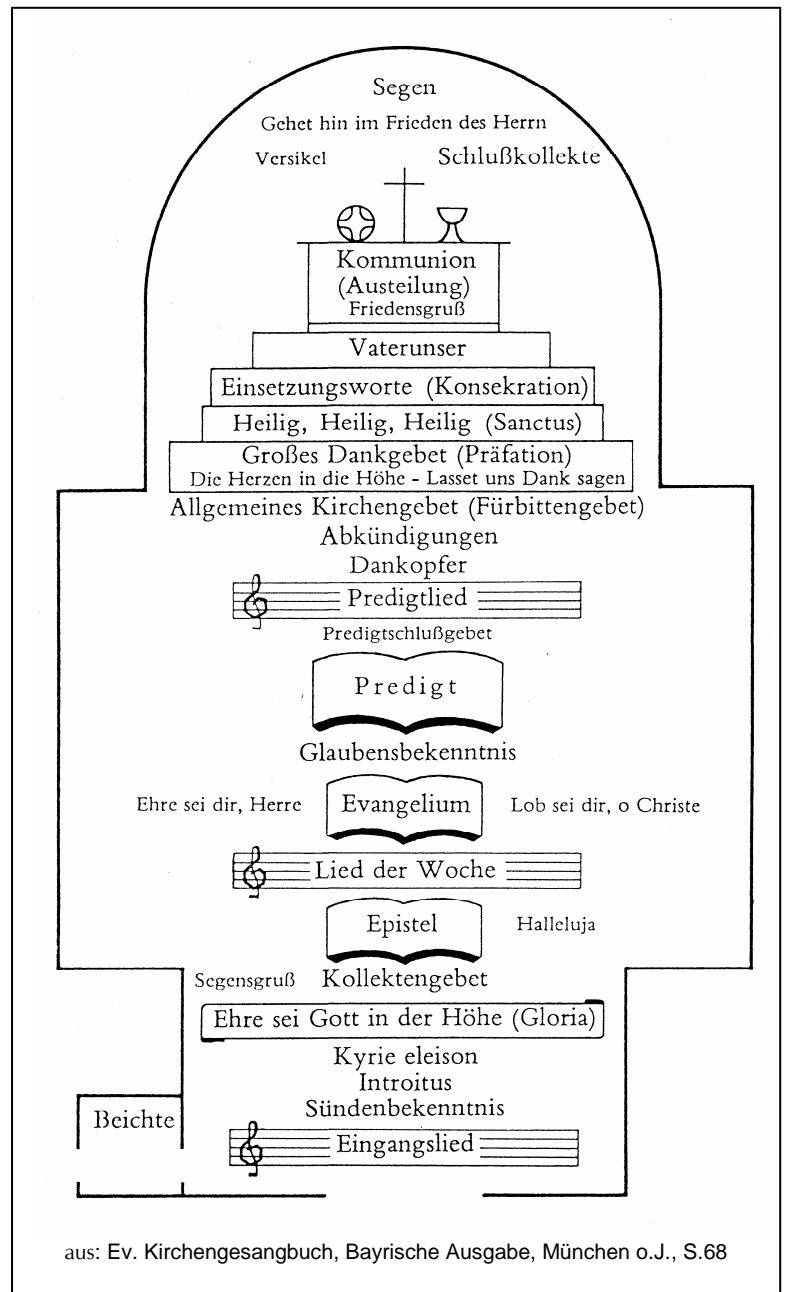 Segen
Gehet hin im Frieden des Herrn
Versikel Schlußkollekte
Kommunion
(Austeilung)
Friedensgruß
Vaterunser
Einsetzungsworte (Konsekration)
Heilig, Heilig, Heilig (Sanctus)
Großes Dankgebet (Präfation)
Die Herzen in die Höhe - Lasset uns Dank sagen
Allgemeines Kirchengebet (Fürbittengebet)
Abkündigungen
Dankopfer
Predigtlied
Predigtschlußgebet
Predigt
Glaubensbekenntnis
Ehre sei dir, Herre Evangelium Lob sei dir, o Christe
Lied der Woche
Epistel Halleluja
Segensgruß Kollektengebet
Ehre sei Gott in der Höhe (Gloria)
Kyrie eleison
Introitus
Sündenbekenntnis
Beichte
Eingangslied
aus: Ev. Kirchengesangbuch, Bayrische Ausgabe, München o.J., S.68